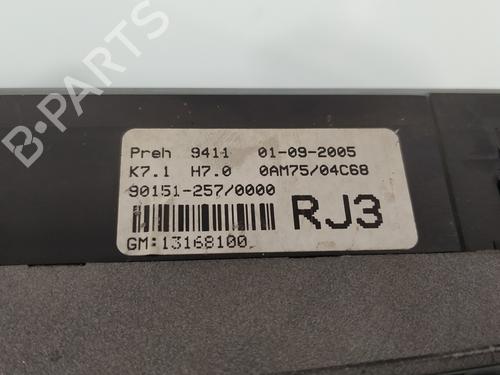 B-PARTS
Preh 9411 01-09-2005
K7.1 H7.0 0AM75/04C68
90151-257/0000
RJ3
GM:13168100